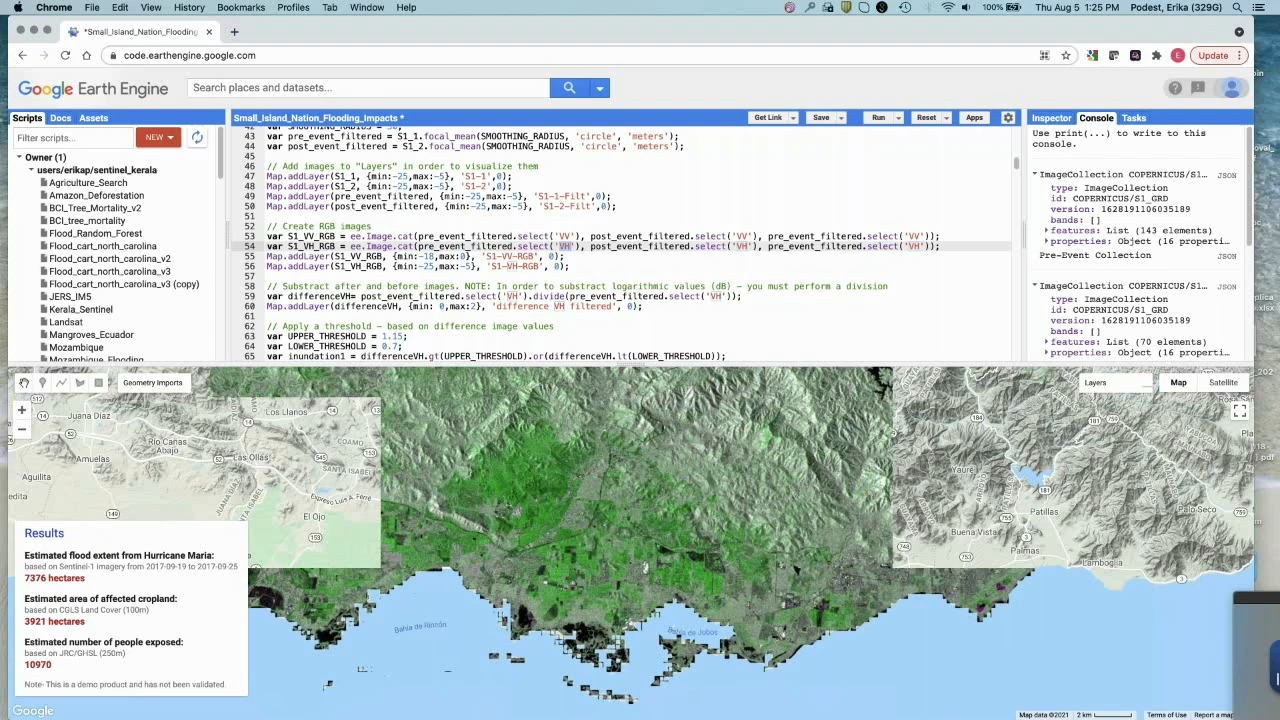 Chrome File Edit View History Bookmarks Profiles Tab Window Help
100% Thu Aug 5 1:25 PM Podest, Erika (329G)
*Small_Island_Nation_Flooding
code.earthengine.google.com
Update
Google Earth Engine
Search places and datasets...
Scripts Docs Assets
Filter scripts...
NEW
Owner (1)
users/erikap/sentinel_kerala
Agriculture_Search
Amazon_Deforestation
BCI_Tree_Mortality_v2
BCI_tree_mortality
Flood_Random_Forest
Flood_cart_north_carolina
Flood_cart_north_carolina_v2
Flood_cart_north_carolina_v3
Flood_cart_north_carolina_v3 (copy)
JERS_IM5
Kerala_Sentinel
Landsat
Mangroves_Ecuador
Mozambique
Mozambique_Flooding
Small_Island_Nation_Flooding_Impacts *
Get Link Save Run Reset Apps
43 var pre_event_filtered = S1_1.focal_mean(SMOOTHING_RADIUS, 'circle', 'meters');
44 var post_event_filtered = S1_2.focal_mean(SMOOTHING_RADIUS, 'circle', 'meters');
45
46 // Add images to "Layers" in order to visualize them
47 Map.addLayer(S1_1, {min:-25,max:-5}, 'S1-1',0);
48 Map.addLayer(S1_2, {min:-25,max:-5}, 'S1-2',0);
49 Map.addLayer(pre_event_filtered, {min:-25,max:-5}, 'S1-1-Filt',0);
50 Map.addLayer(post_event_filtered, {min:-25,max:-5}, 'S1-2-Filt',0);
51
52 // Create RGB images
53 var S1_VV_RGB = ee.Image.cat(pre_event_filtered.select('VV'), post_event_filtered.select('VV'), pre_event_filtered.select('VV'));
54 var S1_VH_RGB = ee.Image.cat(pre_event_filtered.select('VH'), post_event_filtered.select('VH'), pre_event_filtered.select('VH'));
55 Map.addLayer(S1_VV_RGB, {min:-18,max:0}, 'S1-VV-RGB', 0);
56 Map.addLayer(S1_VH_RGB, {min:-25,max:-5}, 'S1-VH-RGB', 0);
57
58 // Substract after and before images. NOTE: In order to substract logarithmic values (dB) - you must perform a division
59 var differenceVH= post_event_filtered.select('VH').divide(pre_event_filtered.select('VH'));
60 Map.addLayer(differenceVH, {min: 0,max:2}, 'difference VH filtered', 0);
61
62 // Apply a threshold - based on difference image values
63 var UPPER_THRESHOLD = 1.15;
64 var LOWER_THRESHOLD = 0.7;
65 var inundation1 = differenceVH.gt(UPPER_THRESHOLD).or(differenceVH.lt(LOWER_THRESHOLD));
Inspector Console Tasks
Use print(...) to write to this
console.
ImageCollection COPERNICUS/S1... JSON
type: ImageCollection
id: COPERNICUS/S1_GRD
version: 1628191106035189
bands: []
features: List (143 elements)
properties: Object (16 properti...
Pre-Event Collection JSON
ImageCollection COPERNICUS/S1... JSON
type: ImageCollection
id: COPERNICUS/S1_GRD
version: 1628191106035189
bands: []
features: List (70 elements)
properties: Object (16 properti...
Geometry Imports
Layers Map Satellite
Juana Díaz
Los Llanos
COAMO
Río Cañas
Abajo
Amuelas
Las Ollas
SANTA ISABEL
Aguilita
Expreso Luis A. Ferré
El Ojo
Yaurel
Patillas
Pelo Seco
Buena Vista
Palmas
Lamboglia
Bahía de Rincón
Bahía de Jobos
Results
Estimated flood extent from Hurricane Maria:
based on Sentinel-1 imagery from 2017-09-19 to 2017-09-25
7376 hectares
Estimated area of affected cropland:
based on CGLS Land Cover (100m)
3921 hectares
Estimated number of people exposed:
based on JRC/GHSL (250m)
10970
Note- This is a demo product and has not been validated.
Google
Map data ©2021 2 km Terms of Use Report a map